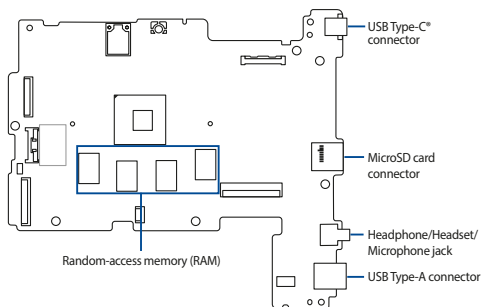 USB Type-C®
connector
MicroSD card
connector
Headphone/Headset/
Microphone jack
Random-access memory (RAM)
USB Type-A connector